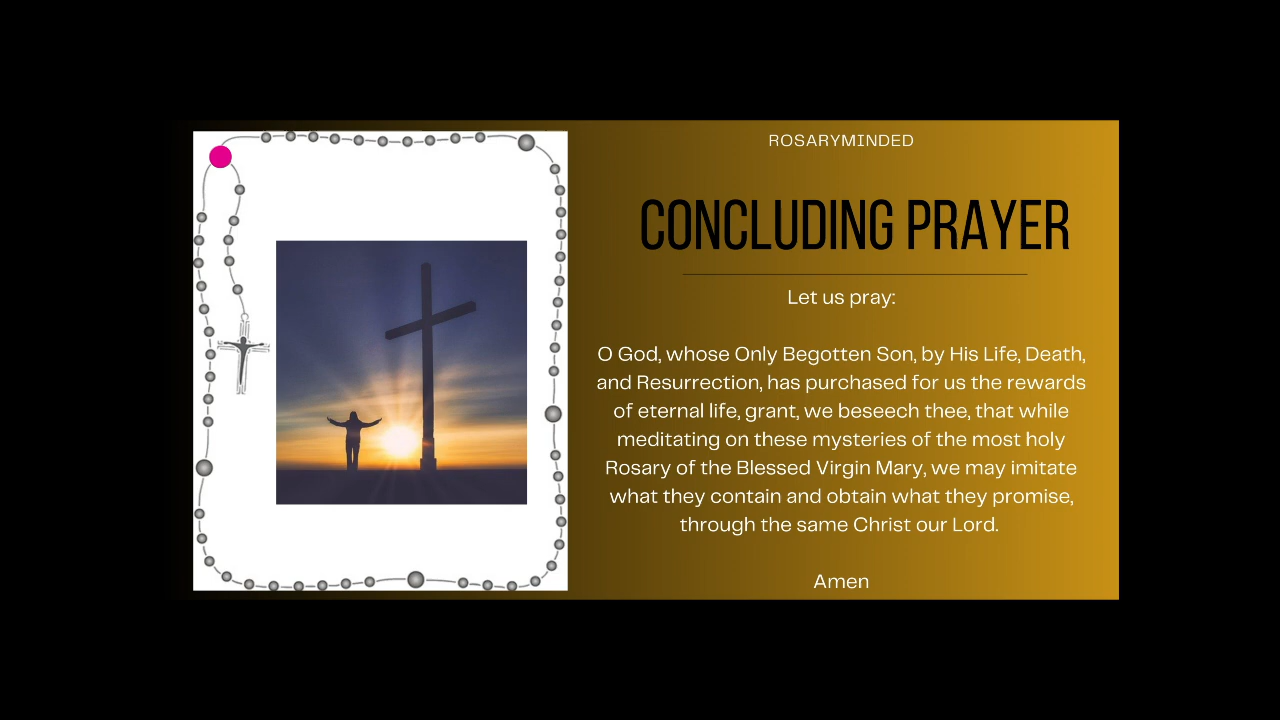 ROSARYMINDED
CONCLUDING PRAYER
Let us pray:
O God, whose Only Begotten Son, by His Life, Death,
and Resurrection, has purchased for us the rewards
of eternal life, grant, we beseech thee, that while
meditating on these mysteries of the most holy
Rosary of the Blessed Virgin Mary, we may imitate
what they contain and obtain what they promise,
through the same Christ our Lord.
Amen